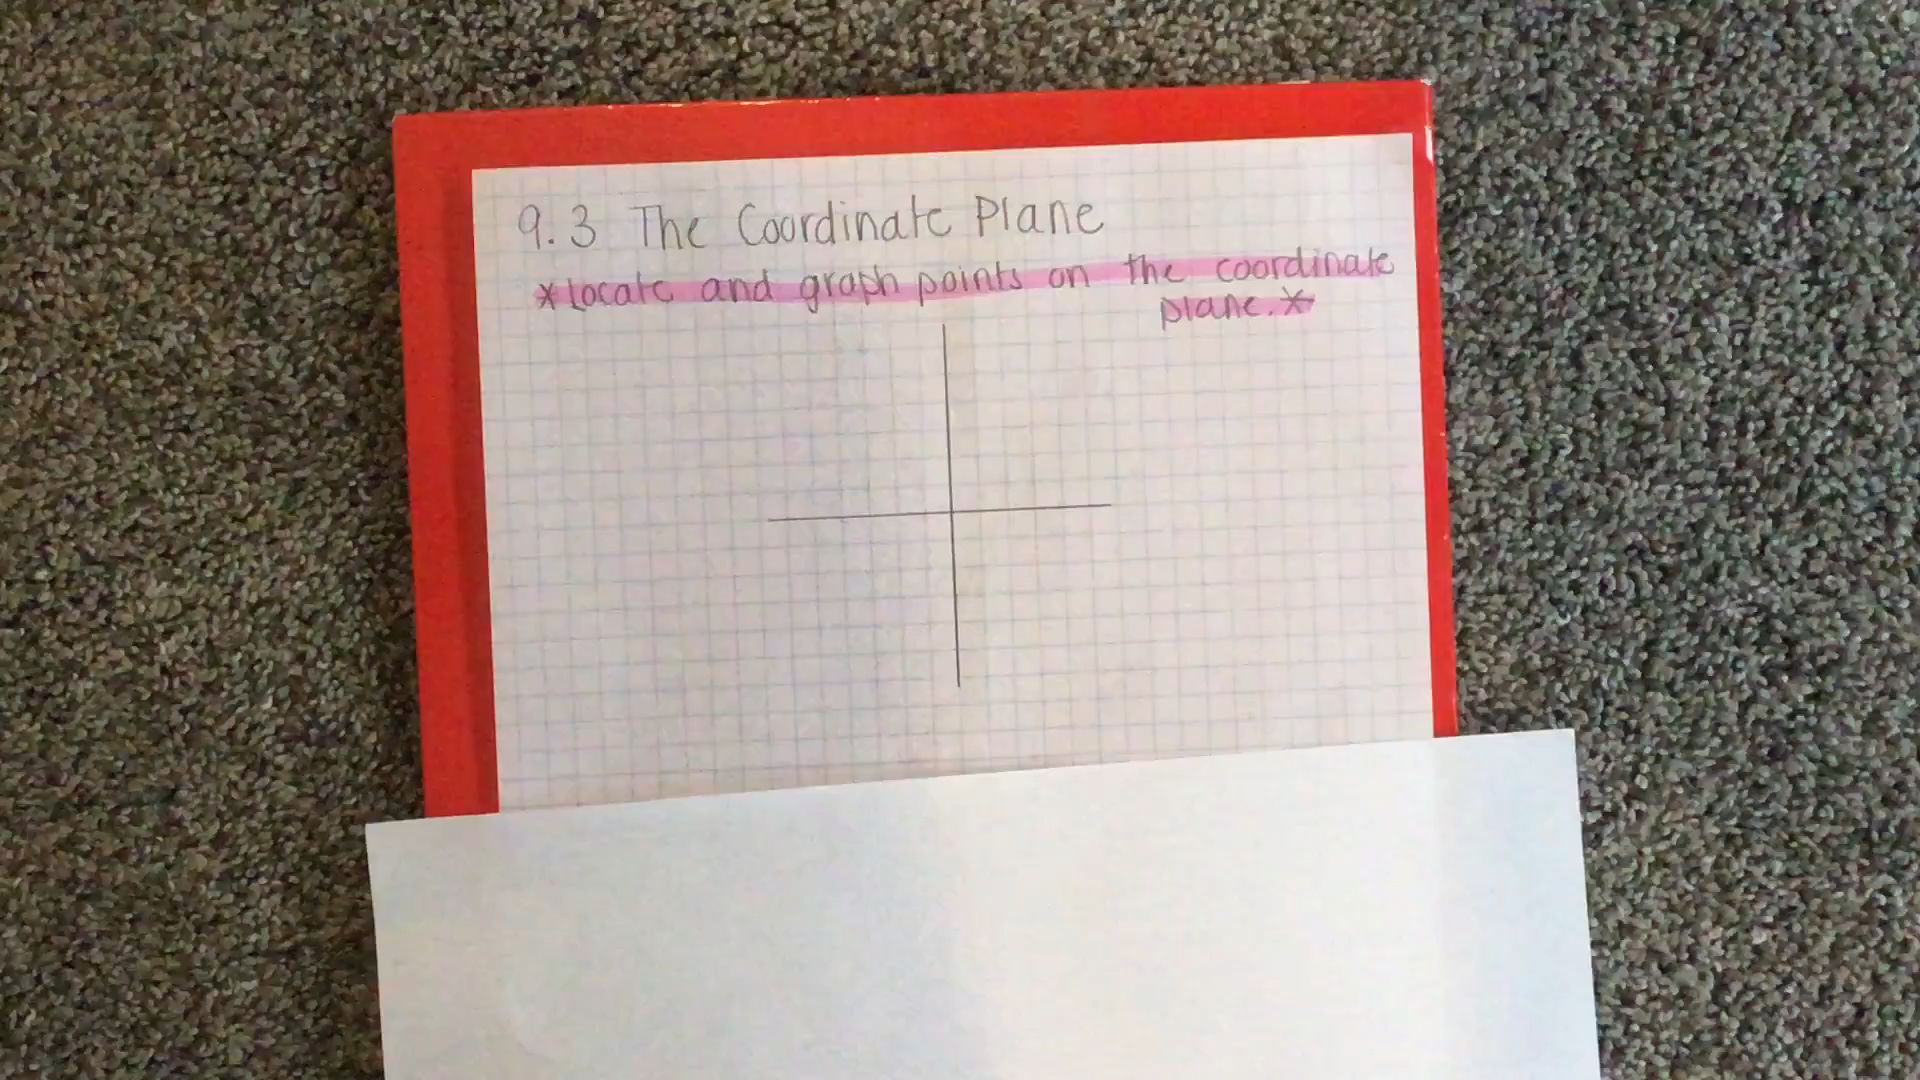 9.3 The Coordinate Plane
*Locate and graph points on the coordinate
plane.*